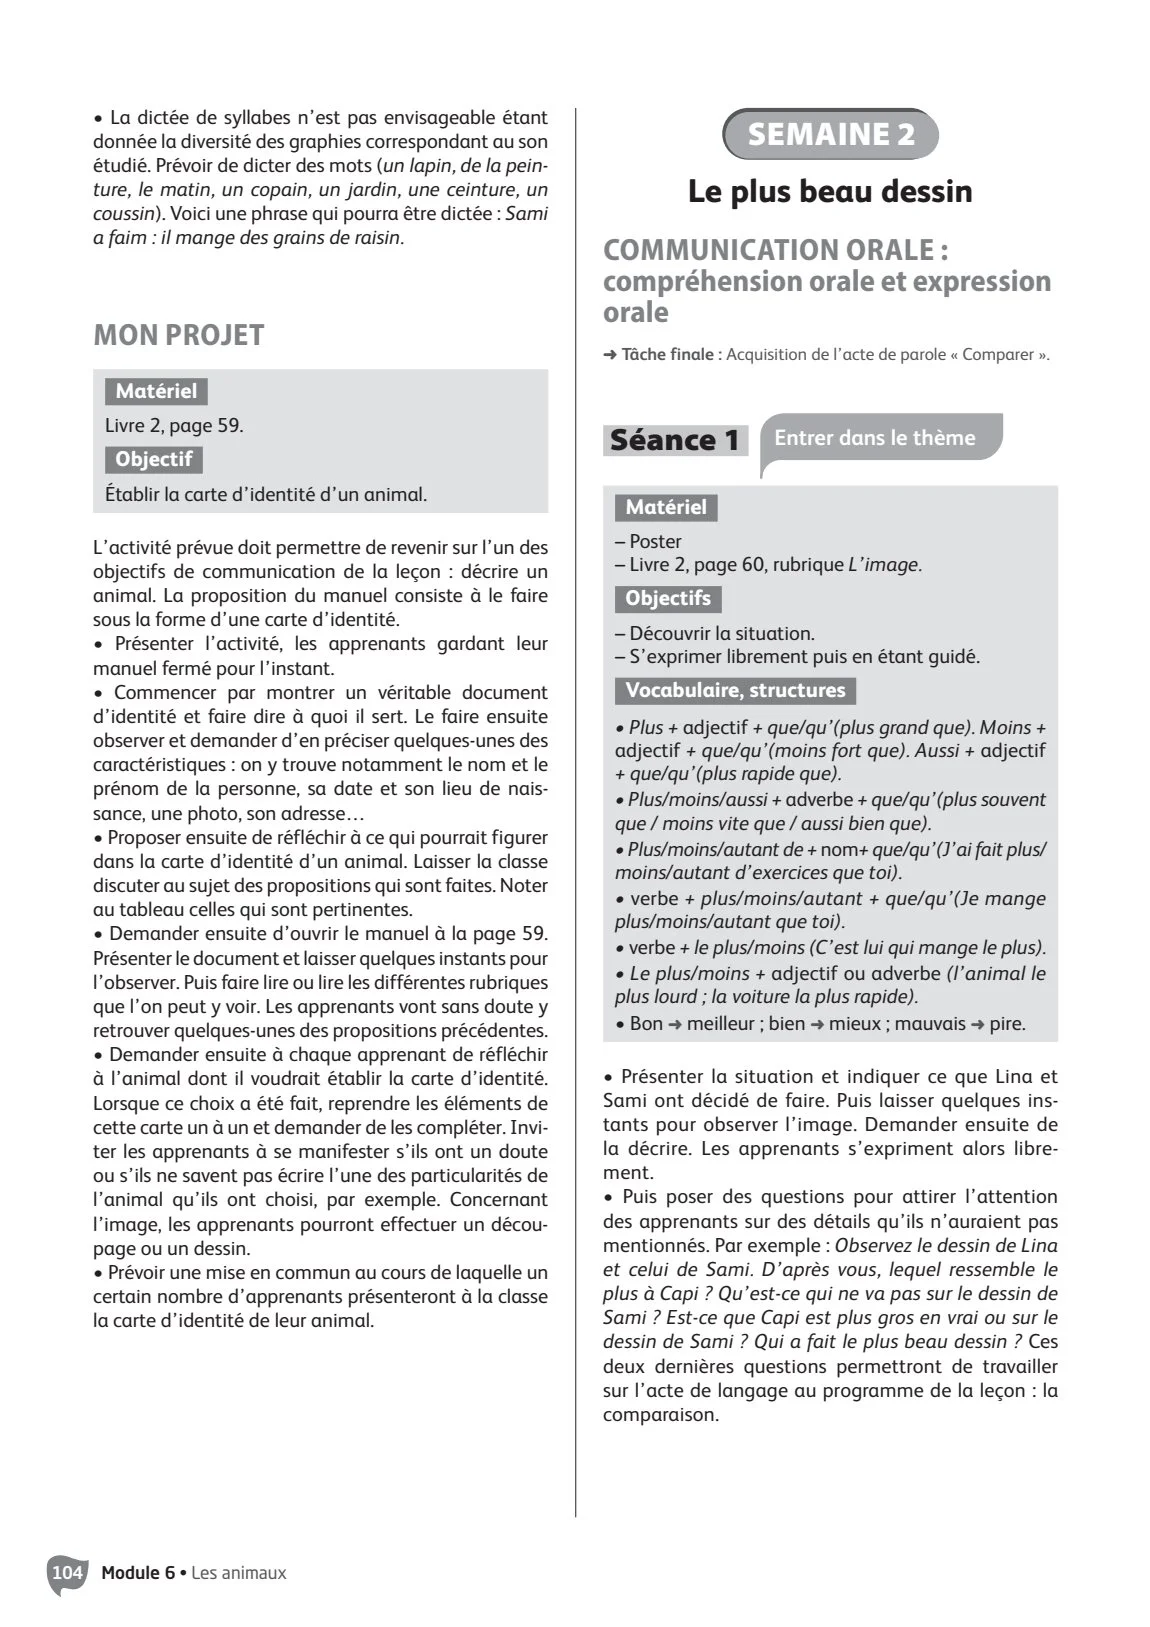 • La dictée de syllabes n’est pas envisageable étant
donnée la diversité des graphies correspondant au son
étudié. Prévoir de dicter des mots (un lapin, de la pein-
ture, le matin, un copain, un jardin, une ceinture, un
coussin). Voici une phrase qui pourra être dictée : Sami
a faim : il mange des grains de raisin.
MON PROJET
Matériel
Livre 2, page 59.
Objectif
Établir la carte d’identité d’un animal.
L’activité prévue doit permettre de revenir sur l’un des
objectifs de communication de la leçon : décrire un
animal. La proposition du manuel consiste à le faire
sous la forme d’une carte d’identité.
• Présenter l’activité, les apprenants gardant leur
manuel fermé pour l’instant.
• Commencer par montrer un véritable document
d’identité et faire dire à quoi il sert. Le faire ensuite
observer et demander d’en préciser quelques-unes des
caractéristiques : on y trouve notamment le nom et le
prénom de la personne, sa date et son lieu de nais-
sance, une photo, son adresse…
• Proposer ensuite de réfléchir à ce qui pourrait figurer
dans la carte d’identité d’un animal. Laisser la classe
discuter au sujet des propositions qui sont faites. Noter
au tableau celles qui sont pertinentes.
• Demander ensuite d’ouvrir le manuel à la page 59.
Présenter le document et laisser quelques instants pour
l’observer. Puis faire lire ou lire les différentes rubriques
que l’on peut y voir. Les apprenants vont sans doute y
retrouver quelques-unes des propositions précédentes.
• Demander ensuite à chaque apprenant de réfléchir
à l’animal dont il voudrait établir la carte d’identité.
Lorsque ce choix a été fait, reprendre les éléments de
cette carte un à un et demander de les compléter. Invi-
ter les apprenants à se manifester s’ils ont un doute
ou s’ils ne savent pas écrire l’une des particularités de
l’animal qu’ils ont choisi, par exemple. Concernant
l’image, les apprenants pourront effectuer un décou-
page ou un dessin.
• Prévoir une mise en commun au cours de laquelle un
certain nombre d’apprenants présenteront à la classe
la carte d’identité de leur animal.
SEMAINE 2
Le plus beau dessin
COMMUNICATION ORALE :
compréhension orale et expression
orale
➜ Tâche finale : Acquisition de l’acte de parole « Comparer ».
Séance 1
Entrer dans le thème
Matériel
– Poster
– Livre 2, page 60, rubrique L’image.
Objectifs
– Découvrir la situation.
– S’exprimer librement puis en étant guidé.
Vocabulaire, structures
• Plus + adjectif + que/qu’(plus grand que). Moins +
adjectif + que/qu’(moins fort que). Aussi + adjectif
+ que/qu’(plus rapide que).
• Plus/moins/aussi + adverbe + que/qu’(plus souvent
que / moins vite que / aussi bien que).
• Plus/moins/autant de + nom+ que/qu’(J’ai fait plus/
moins/autant d’exercices que toi).
• verbe + plus/moins/autant + que/qu’(Je mange
plus/moins/autant que toi).
• verbe + le plus/moins (C’est lui qui mange le plus).
• Le plus/moins + adjectif ou adverbe (l’animal le
plus lourd ; la voiture la plus rapide).
• Bon ➜ meilleur ; bien ➜ mieux ; mauvais ➜ pire.
• Présenter la situation et indiquer ce que Lina et
Sami ont décidé de faire. Puis laisser quelques ins-
tants pour observer l’image. Demander ensuite de
la décrire. Les apprenants s’expriment alors libre-
ment.
• Puis poser des questions pour attirer l’attention
des apprenants sur des détails qu’ils n’auraient pas
mentionnés. Par exemple : Observez le dessin de Lina
et celui de Sami. D’après vous, lequel ressemble le
plus à Capi ? Qu’est-ce qui ne va pas sur le dessin de
Sami ? Est-ce que Capi est plus gros en vrai ou sur le
dessin de Sami ? Qui a fait le plus beau dessin ? Ces
deux dernières questions permettront de travailler
sur l’acte de langage au programme de la leçon : la
comparaison.
104 Module 6 • Les animaux